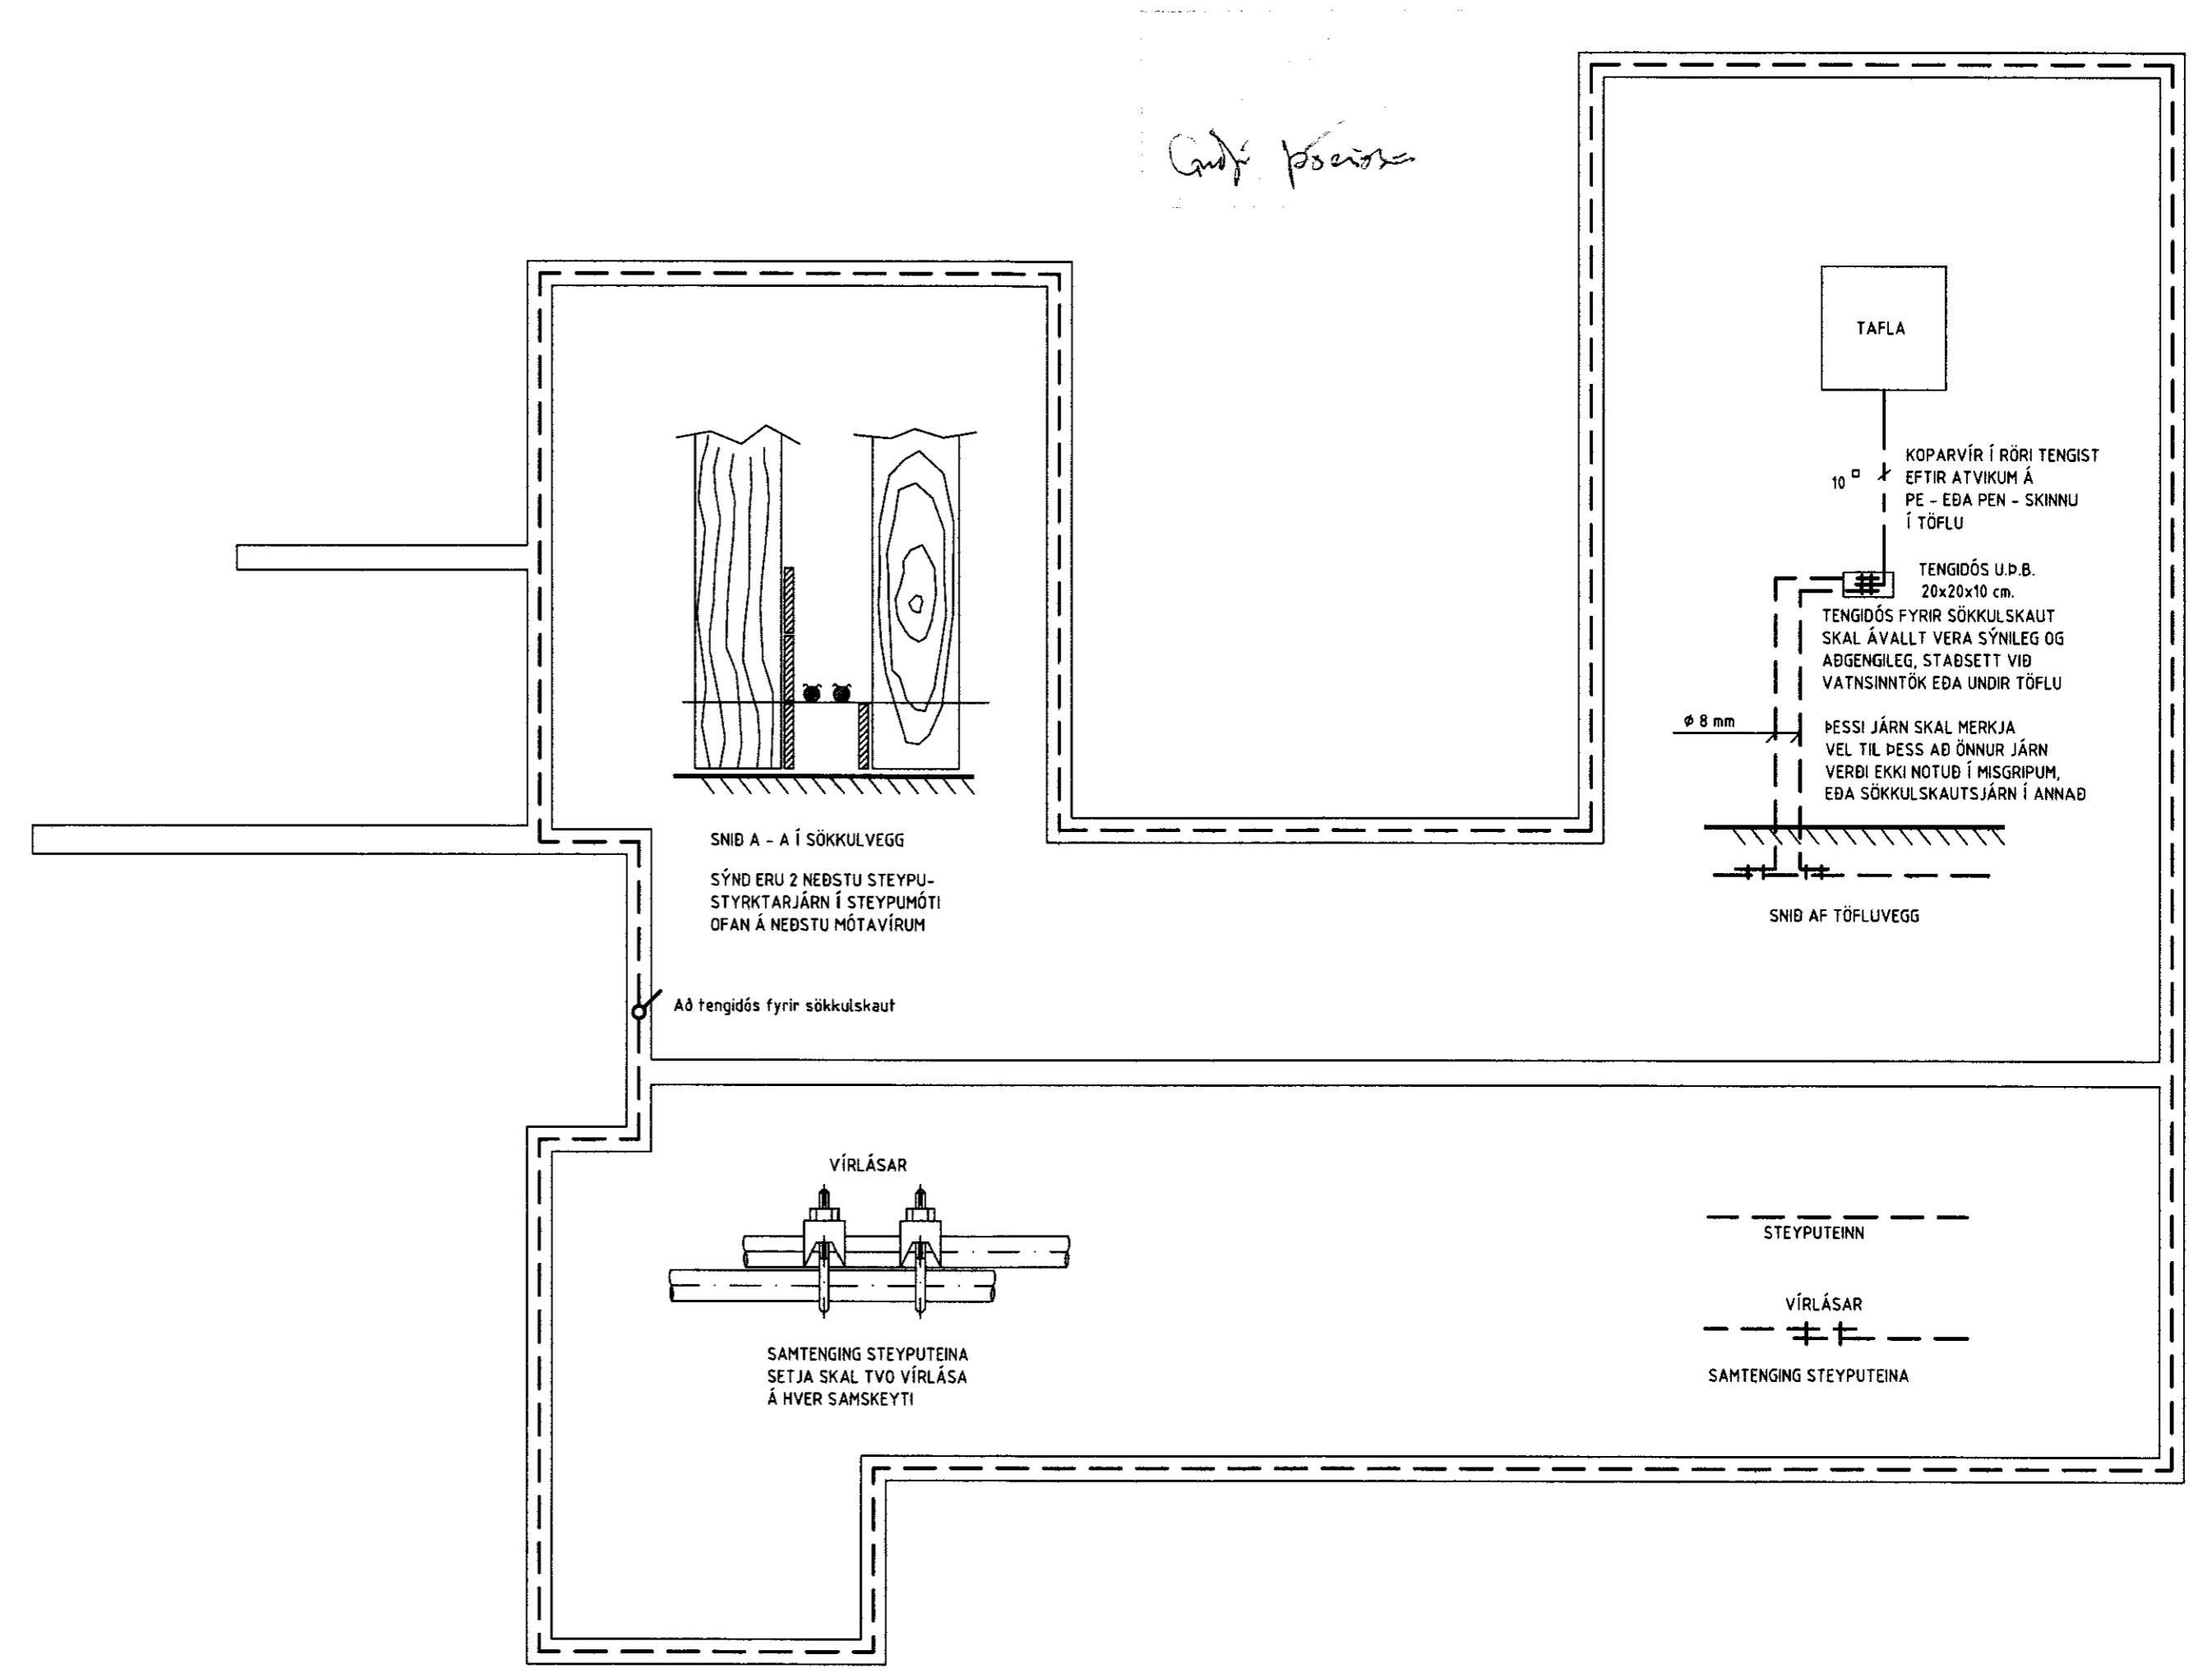 TAFLA
KOPARVÍR Í RÖRI TENGIST
EFTIR ATVIKUM Á
PE - EÐA PEN - SKINNU
Í TÖFLU
10
TENGIDÓS U.Þ.B.
20x20x10 cm.
TENGIDÓS FYRIR SÖKKULSKAUT
SKAL ÁVALLT VERA SÝNILEG OG
AÐGENGILEG, STAÐSETT VIÐ
VATNSINNTÖK EÐA UNDIR TÖFLU
ø 8 mm
ÞESSI JÁRN SKAL MERKJA
VEL TIL ÞESS AÐ ÖNNUR JÁRN
VERÐI EKKI NOTUÐ Í MISGRIPUM,
EÐA SÖKKULSKAUTSJÁRN Í ANNAÐ
SNIÐ AF TÖFLUVEGG
SNIÐ A - A Í SÖKKULVEGG
SÝND ERU 2 NEÐSTU STEYPU-
STYRKTARJÁRN Í STEYPUMÓTI
OFAN Á NEÐSTU MÓTAVÍRUM
Að tengidós fyrir sökkulskaut
VÍRLÁSAR
SAMTENGING STEYPUTEINA
SETJA SKAL TVO VÍRLÁSA
Á HVER SAMSKEYTI
STEYPUTEINN
VÍRLÁSAR
SAMTENGING STEYPUTEINA